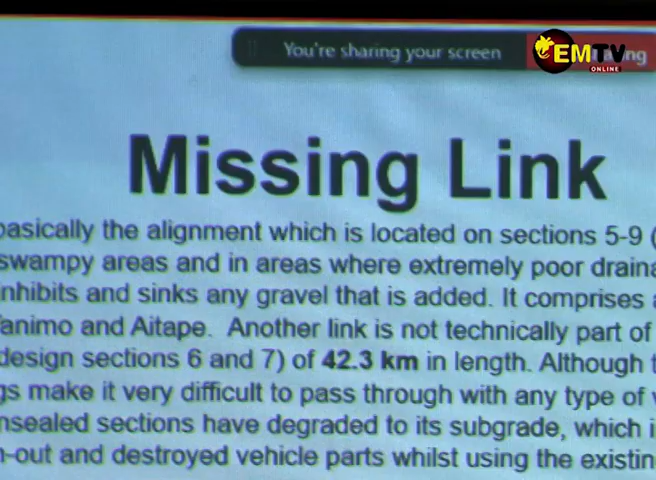 You're sharing your screen
EMTV
ONLINE
Missing Link
basically the alignment which is located on sections 5-9 (
swampy areas and in areas where extremely poor draina
inhibits and sinks any gravel that is added. It comprises a
animo and Aitape. Another link is not technically part of
design sections 6 and 7) of 42.3 km in length. Although t
gs make it very difficult to pass through with any type of v
nsealed sections have degraded to its subgrade, which i
n-out and destroyed vehicle parts whilst using the existin